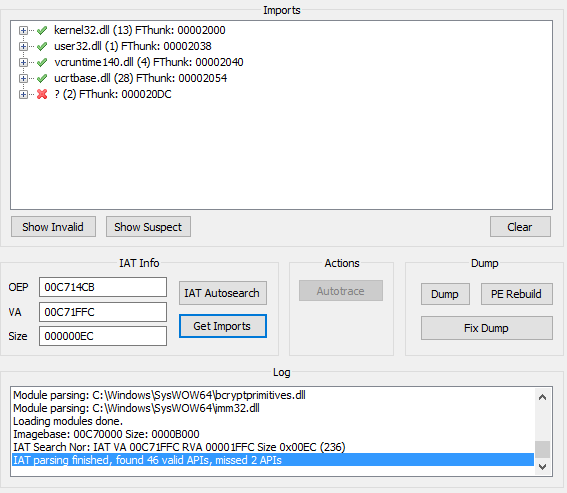 Imports
kernel32.dll (13) FThunk: 00002000
user32.dll (1) FThunk: 00002038
vcruntime140.dll (4) FThunk: 00002040
ucrtbase.dll (28) FThunk: 00002054
? (2) FThunk: 000020DC
Show Invalid Show Suspect Clear
IAT Info Actions Dump
OEP 00C714CB IAT Autosearch Autotrace Dump PE Rebuild
VA 00C71FFC
Get Imports Fix Dump
Size 000000EC
Log
Module parsing: C:\Windows\SysWOW64\bcryptprimitives.dll
Module parsing: C:\Windows\SysWOW64\imm32.dll
Loading modules done.
Imagebase: 00C70000 Size: 0000B000
IAT Search Nor: IAT VA 00C71FFC RVA 00001FFC Size 0x00EC (236)
IAT parsing finished, found 46 valid APIs, missed 2 APIs